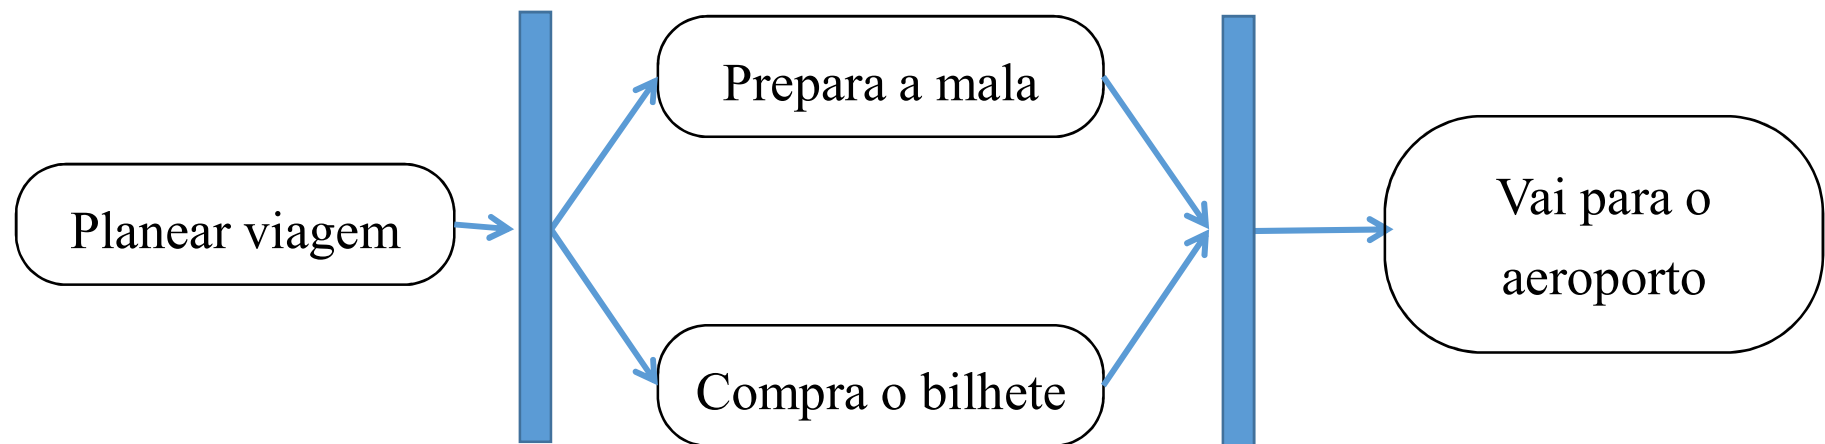 Planear viagem
Prepara a mala
Compra o bilhete
Vai para o
aeroporto